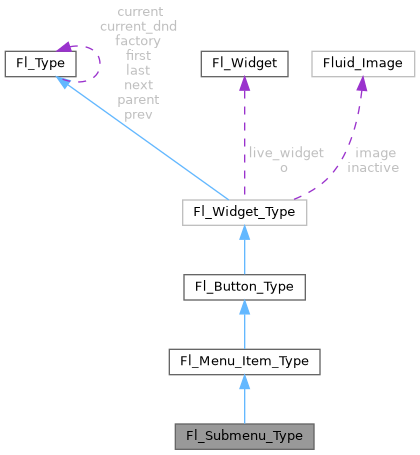 current
current_dnd
factory
first
last
next
parent
prev
Fl_Type
Fl_Widget
Fluid_Image
live_widget
o
image
inactive
Fl_Widget_Type
Fl_Button_Type
Fl_Menu_Item_Type
Fl_Submenu_Type